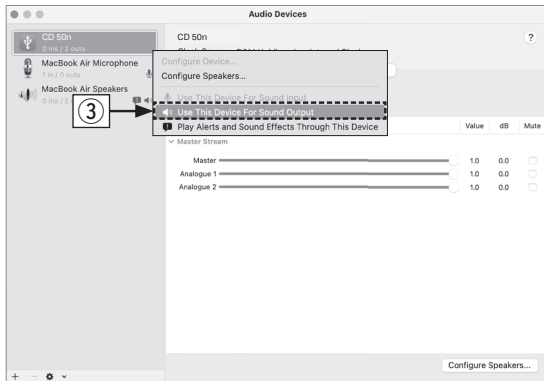 Audio Devices
CD 50n
0 ins / 2 outs
MacBook Air Microphone
1 in / 0 outs
MacBook Air Speakers
0 ins / 2
③
CD 50n
?
Configure Device...
Configure Speakers...
Use This Device For Sound Input
Use This Device For Sound Output
Play Alerts and Sound Effects Through This Device
Value dB Mute
Master Stream
Master 1.0 0.0
Analogue 1 1.0 0.0
Analogue 2 1.0 0.0
Configure Speakers...